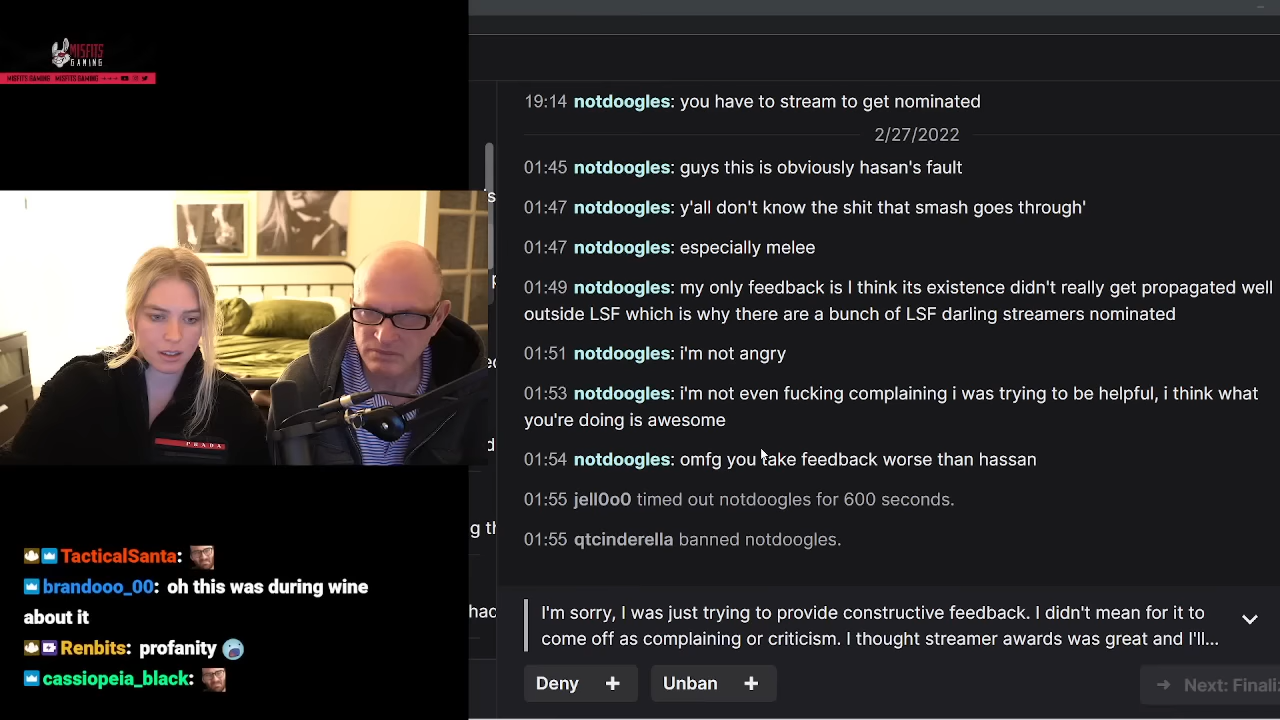 MISFITS
GAMING
MISFITS GAMING MISFITS GAMING
19:14 notdoogles: you have to stream to get nominated
2/27/2022
01:45 notdoogles: guys this is obviously hasan's fault
01:47 notdoogles: y'all don't know the shit that smash goes through'
01:47 notdoogles: especially melee
01:49 notdoogles: my only feedback is I think its existence didn't really get propagated well
outside LSF which is why there are a bunch of LSF darling streamers nominated
01:51 notdoogles: i'm not angry
01:53 notdoogles: i'm not even fucking complaining i was trying to be helpful, i think what
you're doing is awesome
01:54 notdoogles: omfg you take feedback worse than hassan
01:55 jell0o0 timed out notdoogles for 600 seconds.
01:55 qtcinderella banned notdoogles.
I'm sorry, I was just trying to provide constructive feedback. I didn't mean for it to
come off as complaining or criticism. I thought streamer awards was great and I'll...
Deny + Unban + → Next: Finali
PRADA
TacticalSanta:
brandooo_00: oh this was during wine
about it
Renbits: profanity
cassiopeia_black: